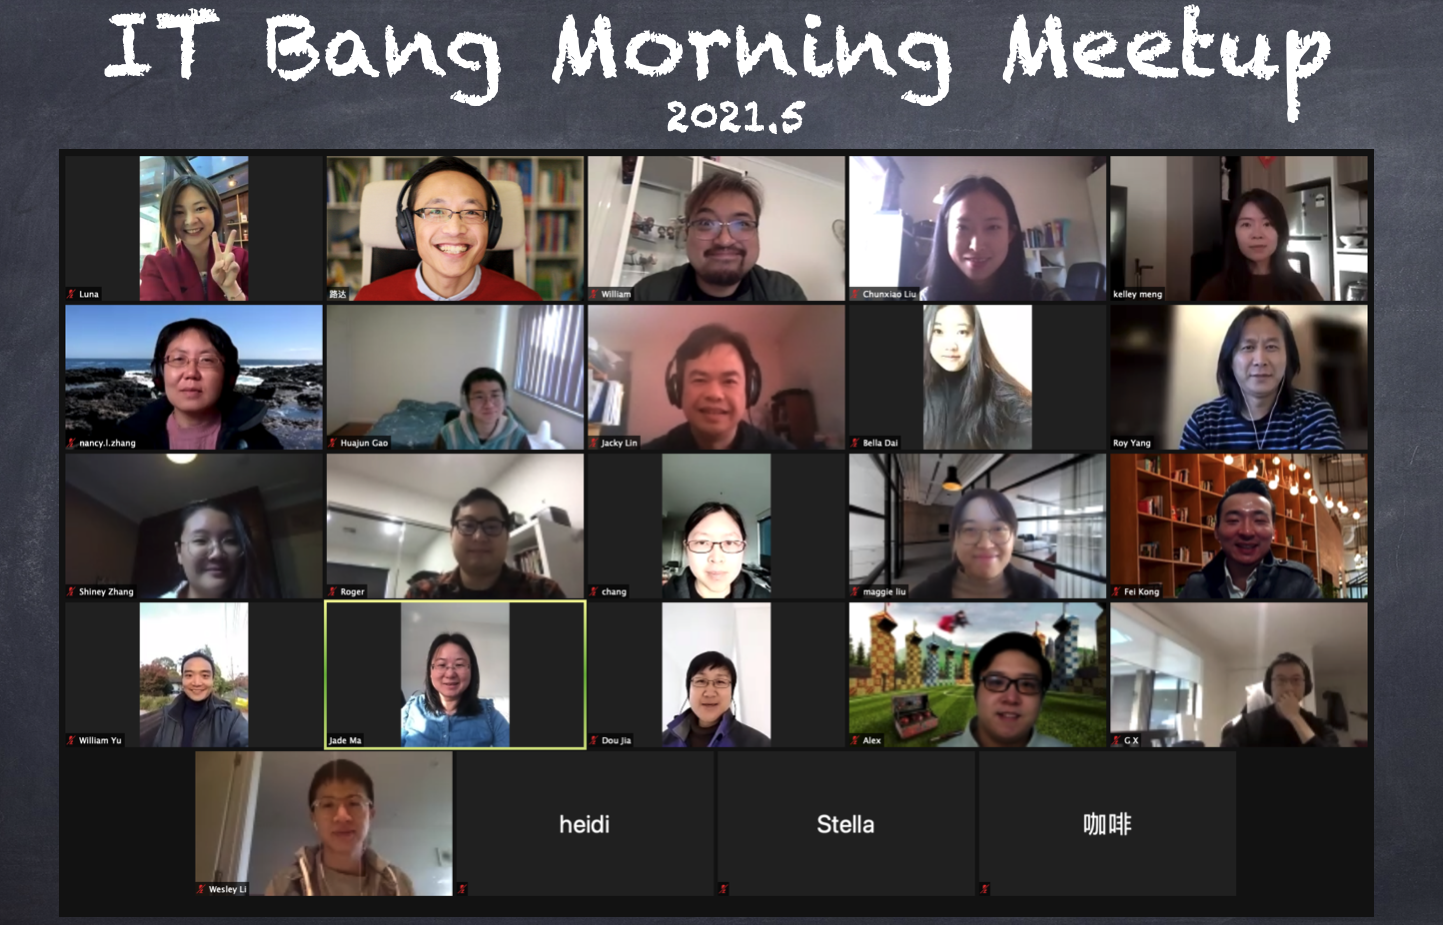 IT Bang Morning Meetup
2021.5
Luna
路达
William
Chunxiao Liu
kelley meng
nancy.l.zhang
Huajun Gao
Jacky Lin
Bella Dai
Roy Yang
Shiney Zhang
Roger
chang
maggie liu
Fei Kong
William Yu
Jade Ma
Dou Jia
Alex
G X
Wesley Li
heidi
Stella
咖啡